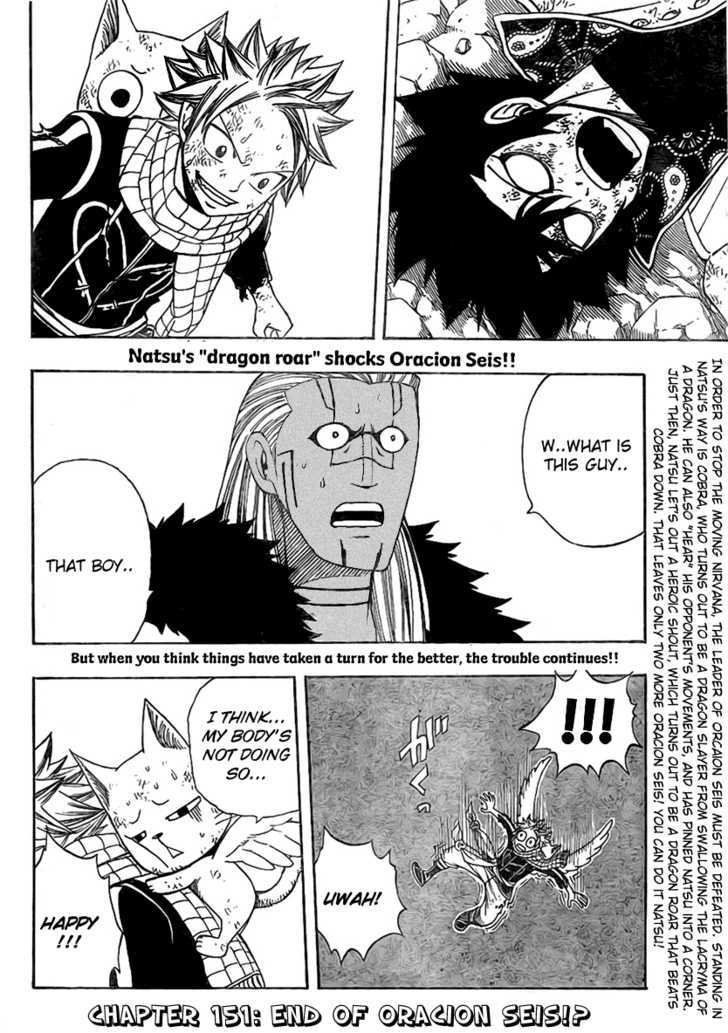 Natsu's "dragon roar" shocks Oracion Seis!!
IN ORDER TO STOP THE MOVING NIRVANA, THE LEADER OF ORCAION SEIS MUST BE DEFEATED. STANDING IN
NATSU'S WAY IS COBRA, WHO TURNS OUT TO BE A DRAGON SLAYER FROM SWALLOWING THE LACRYMA OF
A DRAGON. HE CAN ALSO "HEAR" HIS OPPONENT'S MOVEMENTS, AND HAS PINNED NATSU INTO A CORNER.
JUST THEN, NATSU LET'S OUT A HEROIC SHOUT, WHICH TURNS OUT TO BE A DRAGON ROAR THAT BEATS
COBRA DOWN. THAT LEAVES ONLY TWO MORE ORACION SEIS! YOU CAN DO IT NATSU!
W..WHAT IS
THIS GUY..
THAT BOY..
But when you think things have taken a turn for the better, the trouble continues!!
!!!
ガ
くっ
UWAH!
I THINK...
MY BODY'S
NOT DOING
SO...
HAPPY
!!!
CHAPTER 151: END OF ORACION SEIS!?